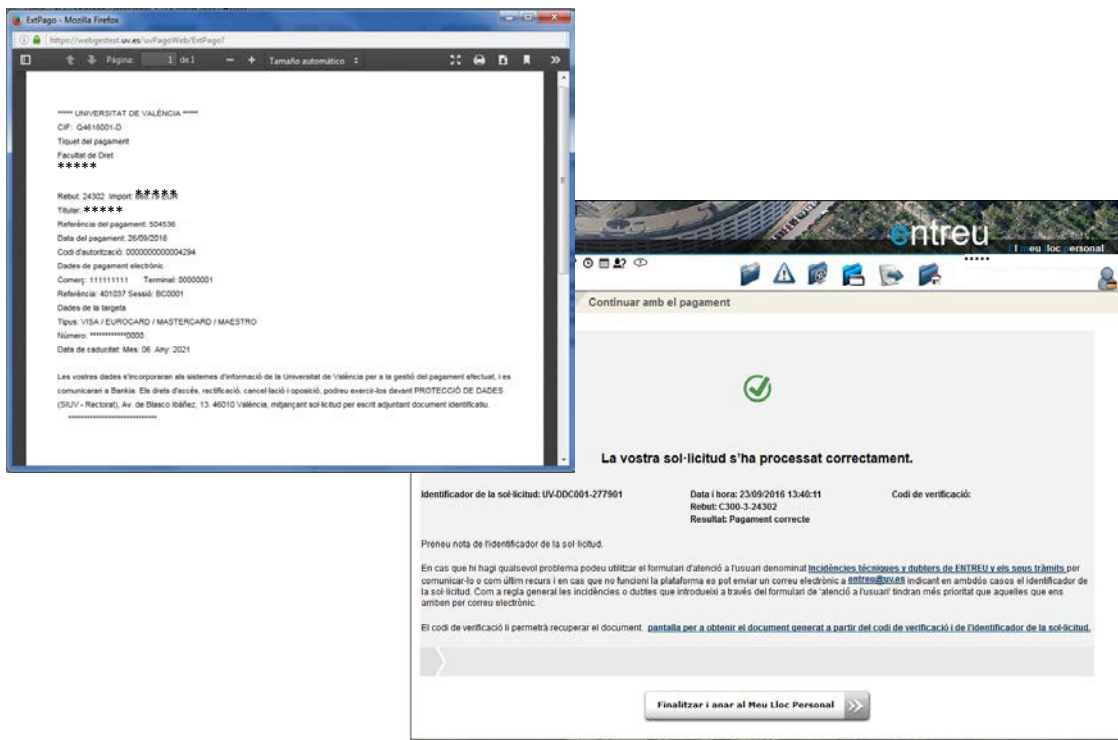 ExtPago - Mozilla Firefox
https://webgestest.uv.es/uvPagoWeb/ExtPago?
Página: 1 de 1 Tamaño automático
***** UNIVERSITAT DE VALÈNCIA *****
CIF: Q4618001-D
Tiquet del pagament
Facultat de Dret
*****
Rebut: 24302 Import: *****
Titular: *****
Referència del pagament: 504536
Data del pagament: 26/09/2016
Codi d'autorització: 0000000000004294
Dades de pagament electrònic
Comerç: 111111111 Terminal: 00000001
Referència: 401037 Sessió: BC0001
Dades de la targeta
Tipus: VISA / EUROCARD / MASTERCARD / MAESTRO
Número: ************0000
Data de caducitat: Mes: 06 Any: 2021
Les vostres dades s'incorporaran als sistemes d'informació de la Universitat de València per a la gestió del pagament efectuat, i es
comunicaran a Bankia. Els drets d'accés, rectificació, cancel·lació i oposició, podreu exercir-los davant PROTECCIÓ DE DADES
(SIUV - Rectorat), Av. de Blasco Ibáñez, 13. 46010 València, mitjançant sol·licitud per escrit adjuntant document identificatiu.
*****************************
entreu
El meu lloc personal
*****
Continuar amb el pagament
La vostra sol·licitud s'ha processat correctament.
Identificador de la sol·licitud: UV-DDC001-277901 Data i hora: 23/09/2016 13:40:11 Codi de verificació:
Rebut: C300-3-24302
Resultat: Pagament correcte
Preneu nota de l'identificador de la sol·licitud.
En cas que hi hagi qualsevol problema podeu utilitzar el formulari d'atenció a l'usuari denominat Incidències tècniques y dubters de ENTREU y els seus tràmits per
comunicar-lo o com últim recurs i en cas que no funcioni la plataforma es pot enviar un correu electrònic a entreu@uv.es indicant en ambdós casos el identificador de
la sol·licitud. Com a regla general les incidències o dubtes que introdueixi a través del formulari de 'atenció a l'usuari' tindran més prioritat que aquelles que ens
arriben per correu electrònic.
El codi de verificació li permetrà recuperar el document. pantalla per a obtenir el document generat a partir del codi de verificació i de l'identificador de la sol·licitud.
Finalitzar i anar al Meu Lloc Personal